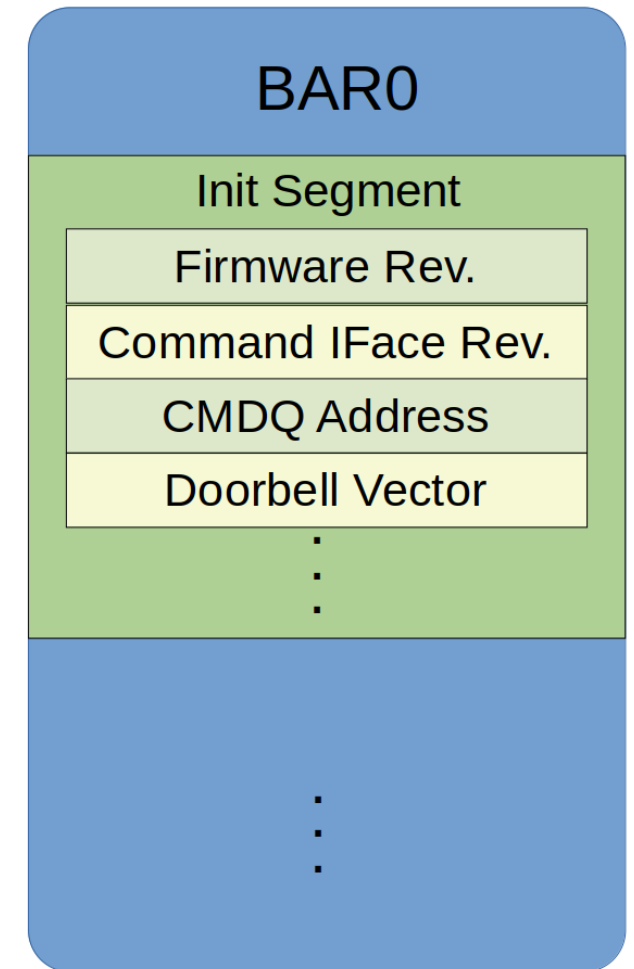 BAR0
Init Segment
Firmware Rev.
Command IFace Rev.
CMDQ Address
Doorbell Vector
.
.
.
.
.
.